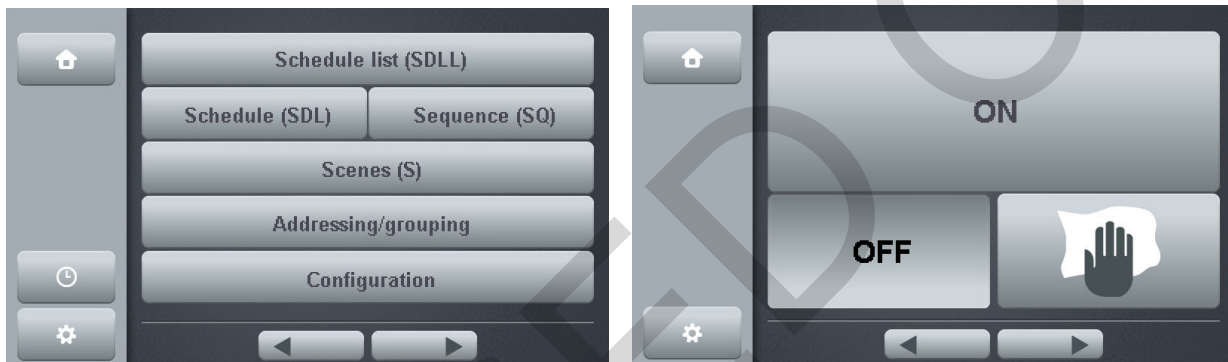 Schedule list (SDLL)
Schedule (SDL) Sequence (SQ)
Scenes (S)
Addressing/grouping
Configuration
ON
OFF